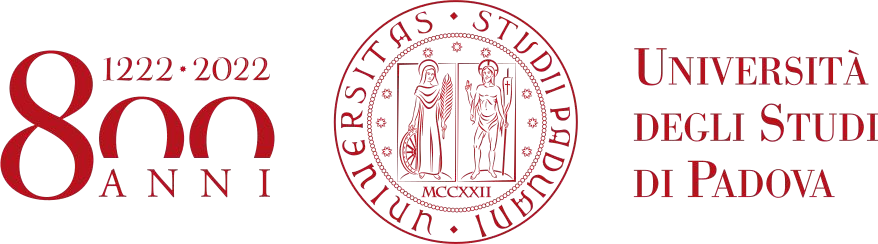 1222·2022
800
ANNI
UNIVERSITAS · STUDII PADUANI ·
MCCXXII
UNIVERSITÀ
DEGLI STUDI
DI PADOVA